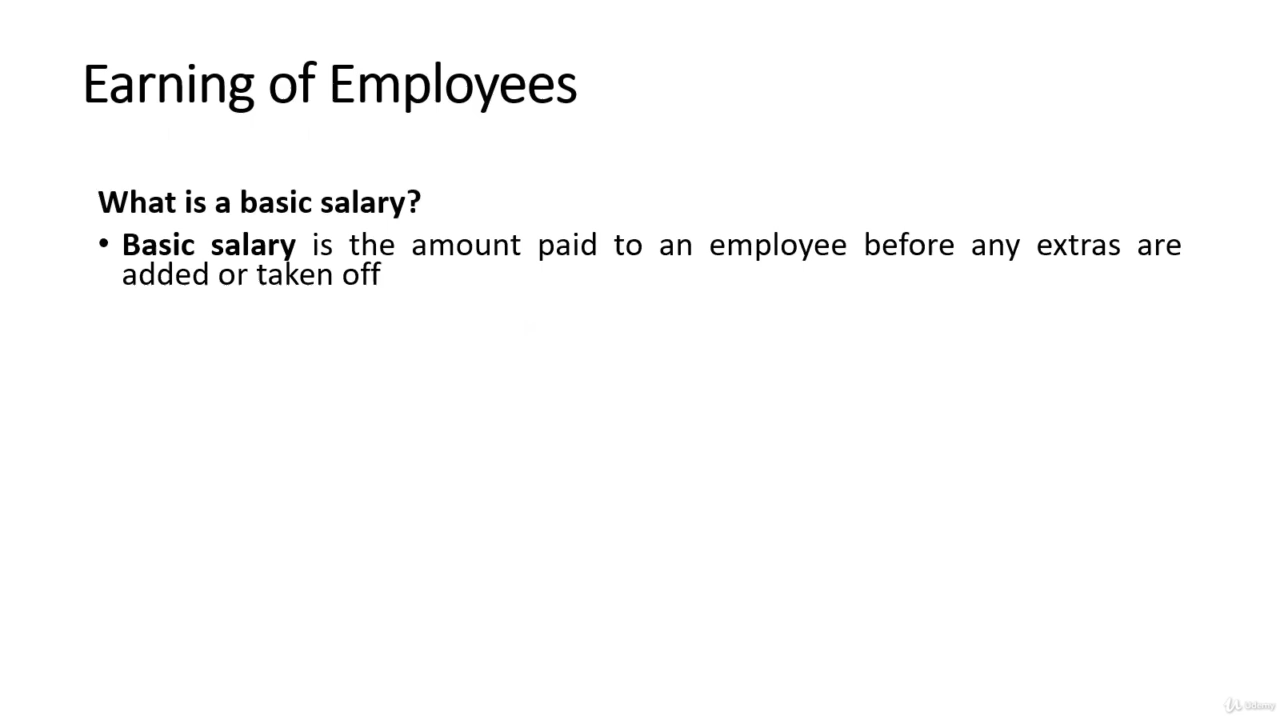 Earning of Employees
What is a basic salary?
• Basic salary is the amount paid to an employee before any extras are
added or taken off
Udemy